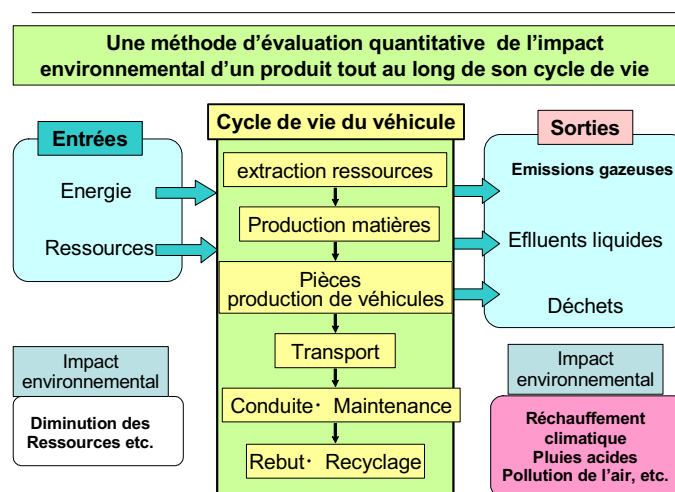 Une méthode d'évaluation quantitative de l'impact
environnemental d'un produit tout au long de son cycle de vie
Entrées
Energie
Ressources
Impact
environnemental
Diminution des
Ressources etc.
Cycle de vie du véhicule
extraction ressources
Production matières
Pièces
production de véhicules
Transport
Conduite・ Maintenance
Rebut・ Recyclage
Sorties
Emissions gazeuses
Eflluents liquides
Déchets
Impact
environnemental
Réchauffement
climatique
Pluies acides
Pollution de l'air, etc.